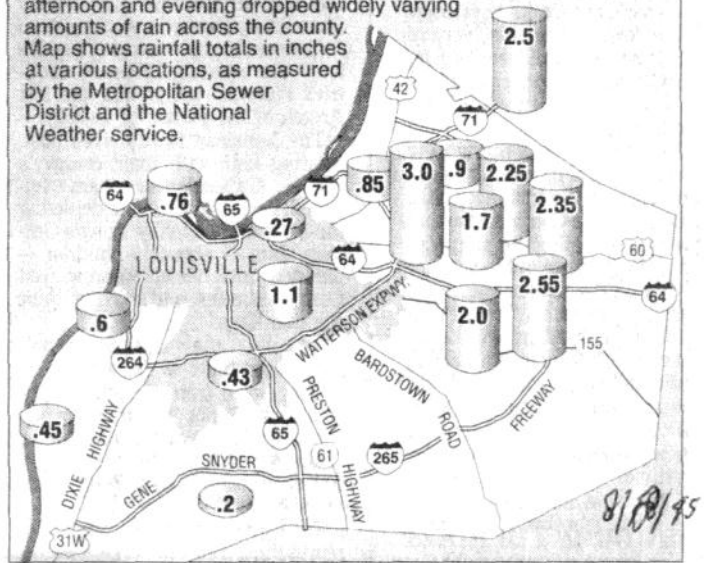 afternoon and evening dropped widely varying
amounts of rain across the county.
Map shows rainfall totals in inches
at various locations, as measured
by the Metropolitan Sewer
District and the National
Weather service.
2.5
42
71
.85
3.0
.9
2.25
2.35
1.7
64
.76
65
.27
71
60
LOUISVILLE
64
1.1
2.55
64
.6
2.0
WATTERSON EXPWY.
264
.43
155
BARDSTOWN
ROAD
PRESTON
HIGHWAY
FREEWAY
.45
DIXIE
HIGHWAY
65
61
265
GENE
SNYDER
.2
31W